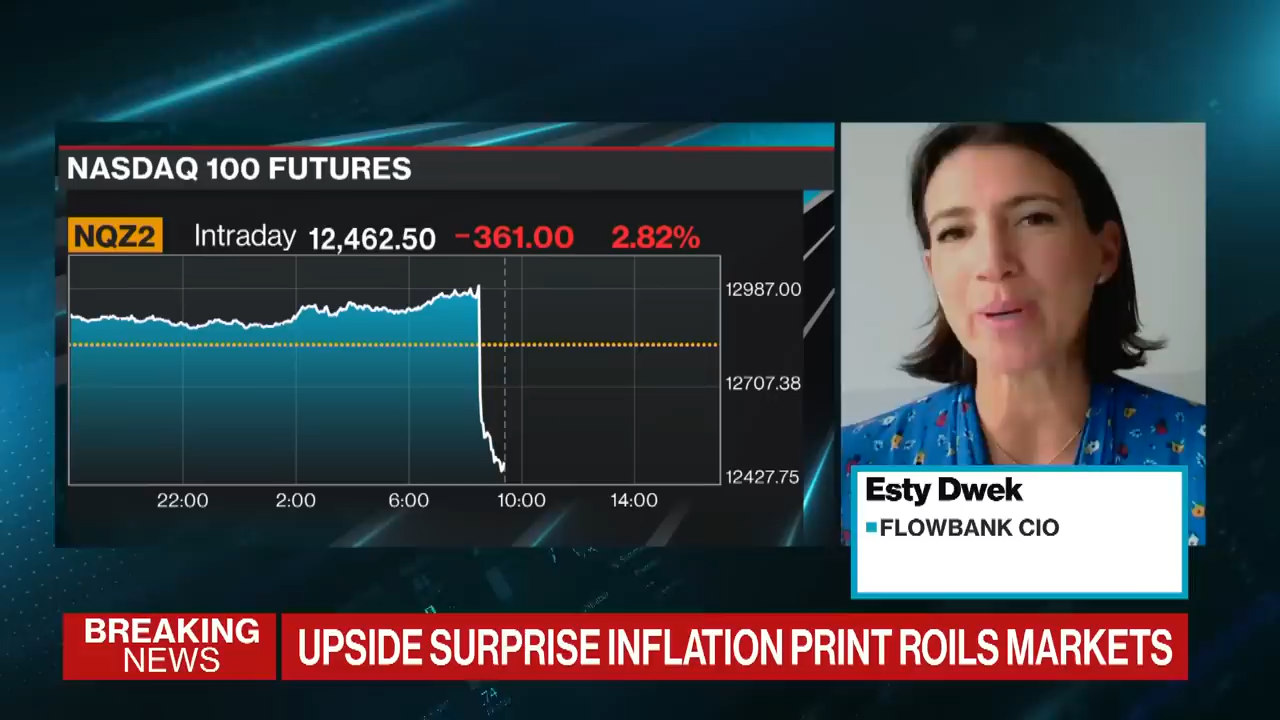 NASDAQ 100 FUTURES
NQZ2 Intraday 12,462.50 -361.00 2.82%
12987.00
12707.38
12427.75
22:00 2:00 6:00 10:00 14:00
Esty Dwek
FLOWBANK CIO
BREAKING
NEWS
UPSIDE SURPRISE INFLATION PRINT ROILS MARKETS
74